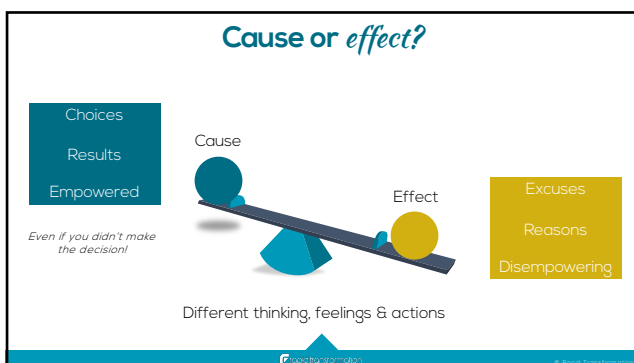 Cause or effect?
Choices
Results
Empowered
Even if you didn't make
the decision!
Cause
Effect
Excuses
Reasons
Disempowering
Different thinking, feelings & actions